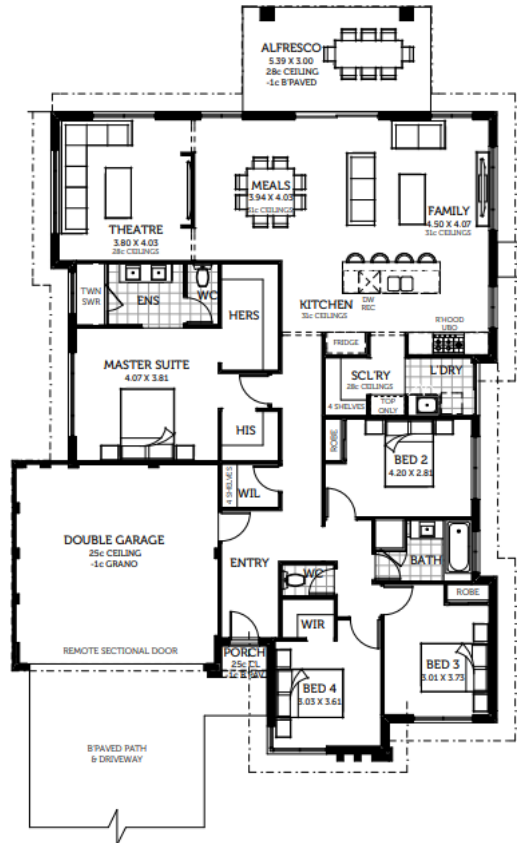 ALFRESCO
5.39 X 3.00
28c CEILING
-1c B'PAVED
MEALS
3.94 X 4.03
31c CEILINGS
THEATRE
3.80 X 4.03
28c CEILINGS
FAMILY
4.50 X 4.07
31c CEILINGS
TWN
SWR
ENS
WC
HERS
KITCHEN
31c CEILINGS
DW
REC
R'HOOD
UBO
FRIDGE
MASTER SUITE
4.07 X 3.81
SCL'RY
28c CEILINGS
L'DRY
4 SHELVES
TOP
ONLY
HIS
ROBE
BED 2
4.20 X 2.81
4 SHELVES
WIL
DOUBLE GARAGE
25c CEILING
-1c GRANO
ENTRY
WC
BATH
ROBE
WIR
REMOTE SECTIONAL DOOR
PORCH
25c CL
-1c B'PAVD
BED 4
3.03 X 3.61
BED 3
3.01 X 3.73
B'PAVED PATH
& DRIVEWAY